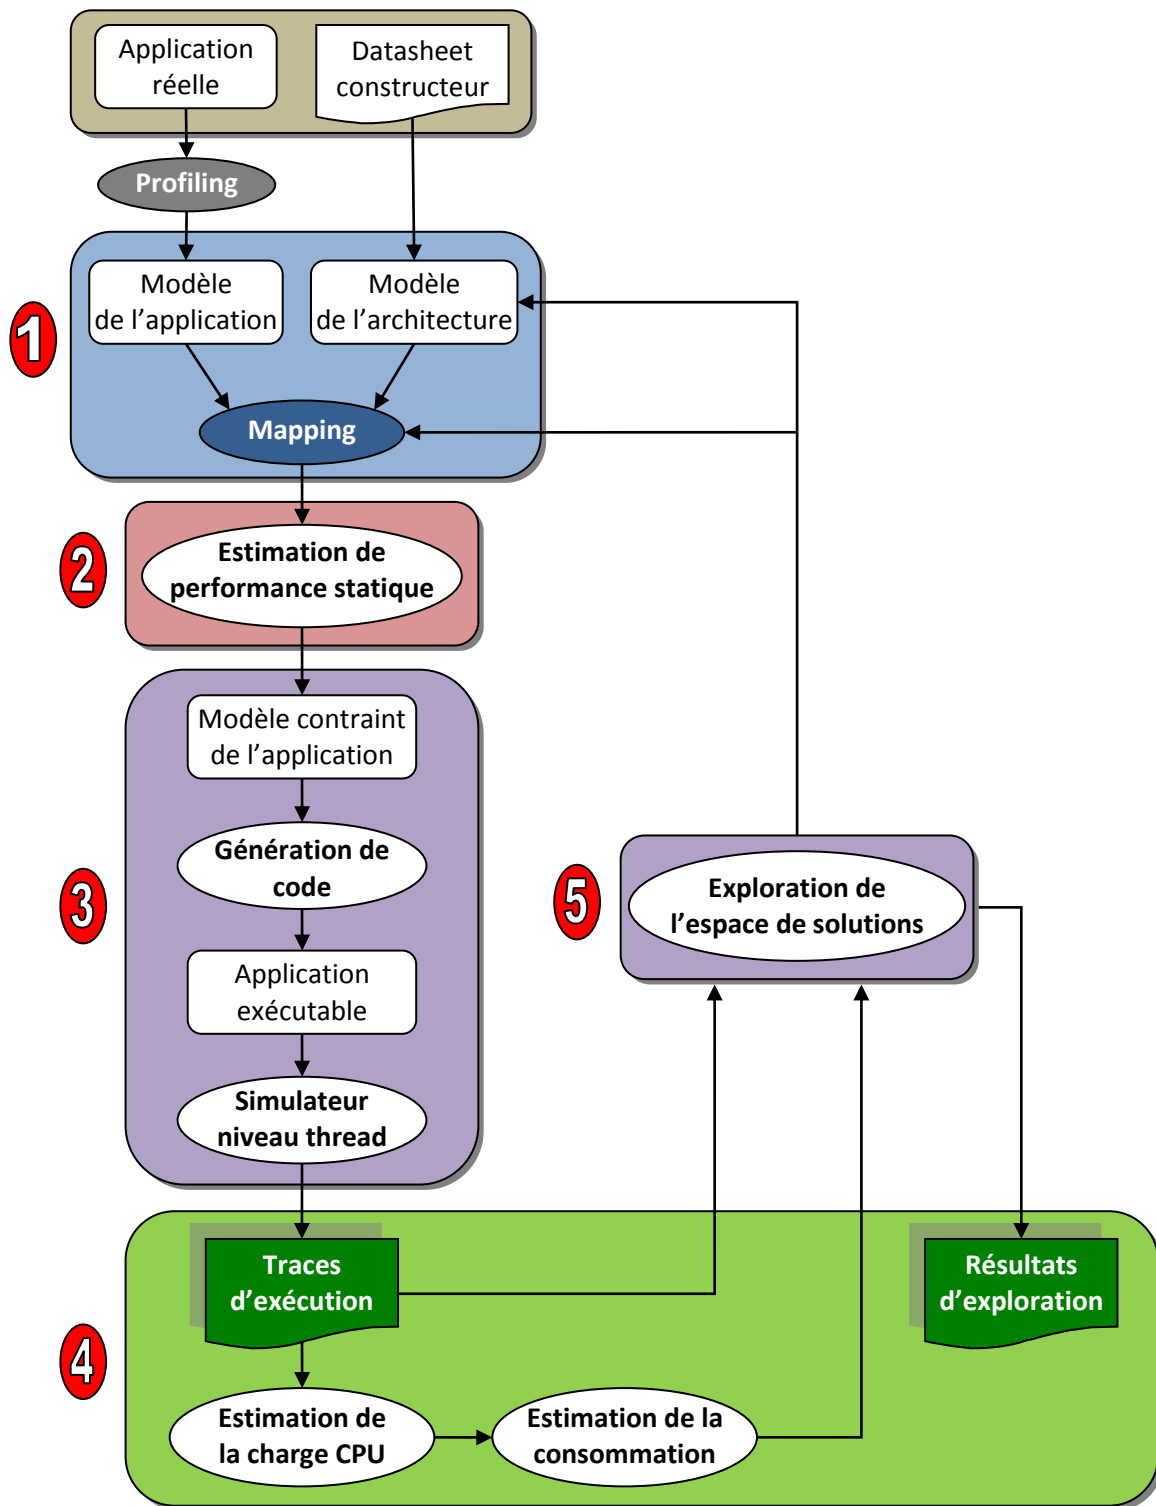 Application
réelle
Datasheet
constructeur
Profiling
1
Modèle
de l’application
Modèle
de l’architecture
Mapping
2
Estimation de
performance statique
3
Modèle contraint
de l’application
Génération de
code
Application
exécutable
Simulateur
niveau thread
5
Exploration de
l’espace de solutions
4
Traces
d’exécution
Résultats
d’exploration
Estimation de
la charge CPU
Estimation de la
consommation